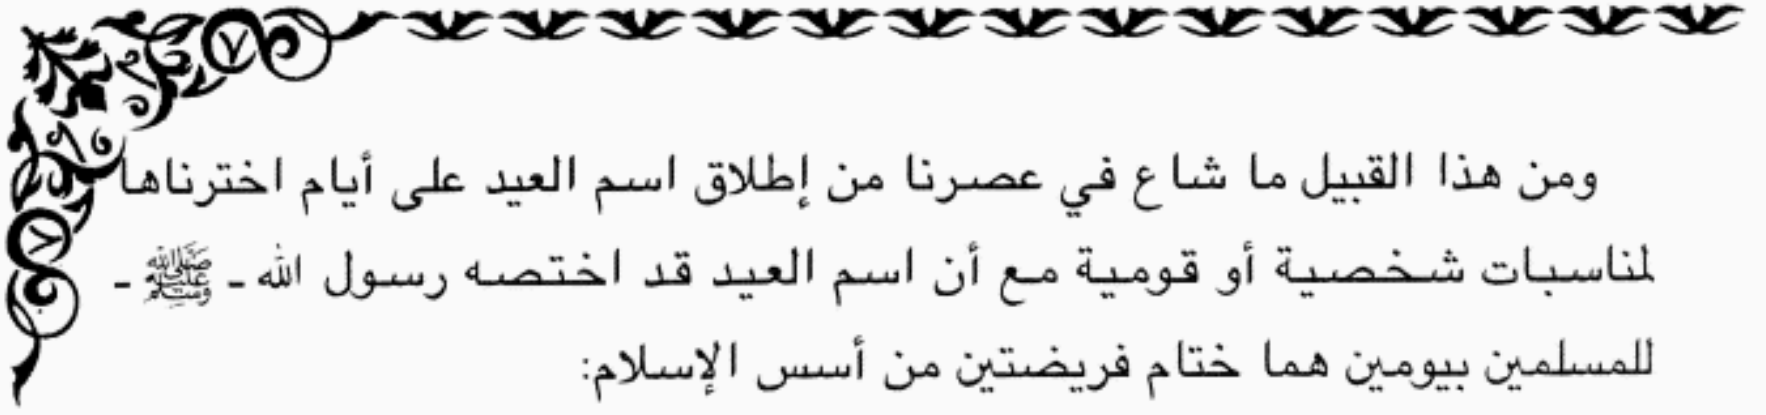 ومن هذا القبيل ما شاع في عصرنا من إطلاق اسم العيد على أيام اخترناها
لمناسبات شخصية أو قومية مع أن اسم العيد قد اختصه رسول الله - ﷺ -
للمسلمين بيومين هما ختام فريضتين من أسس الإسلام: